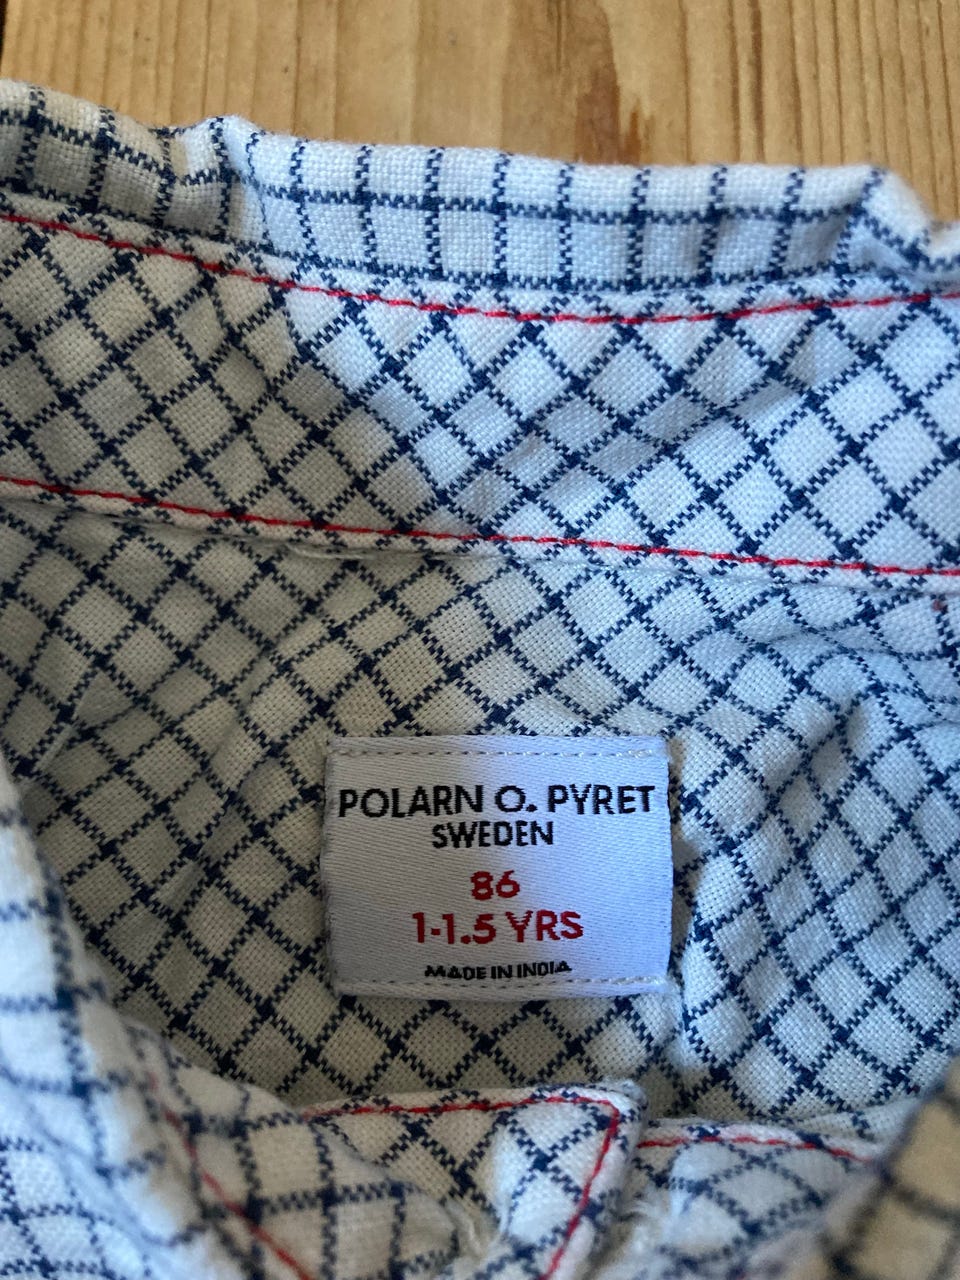 POLARN O. PYRET
SWEDEN
86
1-1.5 YRS
MADE IN INDIA